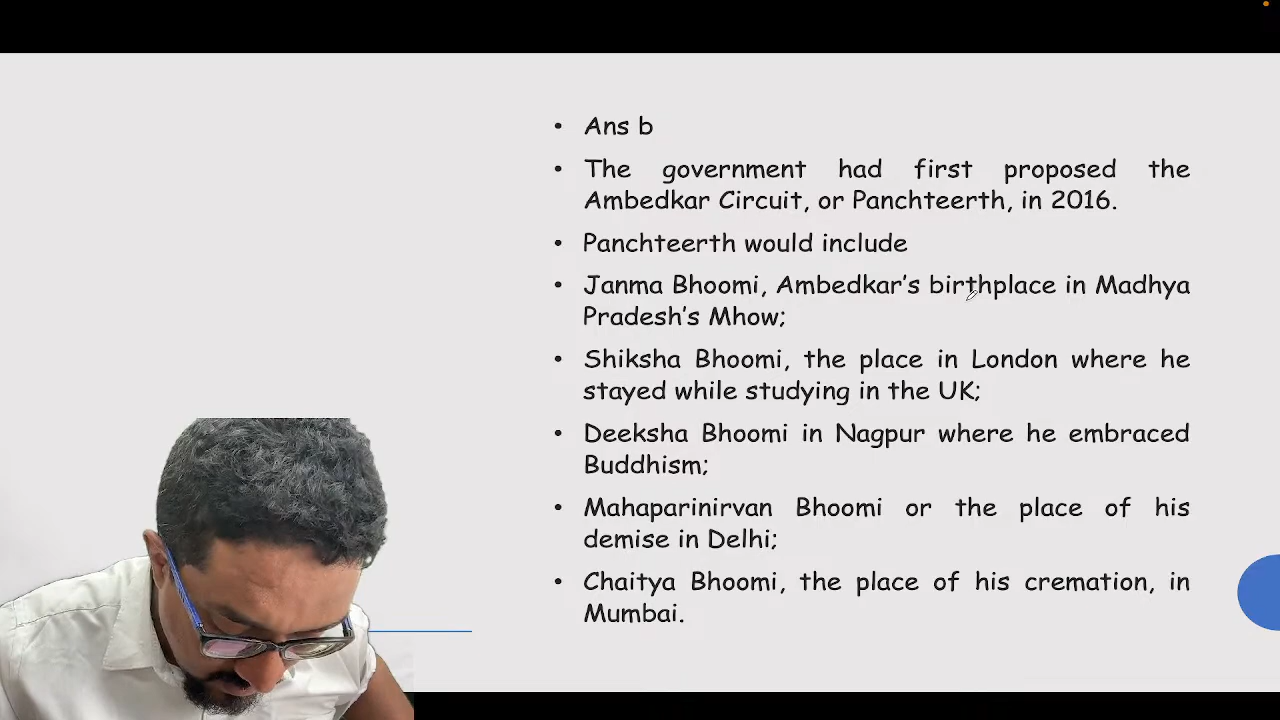 • Ans b
• The government had first proposed the
Ambedkar Circuit, or Panchteerth, in 2016.
• Panchteerth would include
• Janma Bhoomi, Ambedkar's birthplace in Madhya
Pradesh's Mhow;
• Shiksha Bhoomi, the place in London where he
stayed while studying in the UK;
• Deeksha Bhoomi in Nagpur where he embraced
Buddhism;
• Mahaparinirvan Bhoomi or the place of his
demise in Delhi;
• Chaitya Bhoomi, the place of his cremation, in
Mumbai.